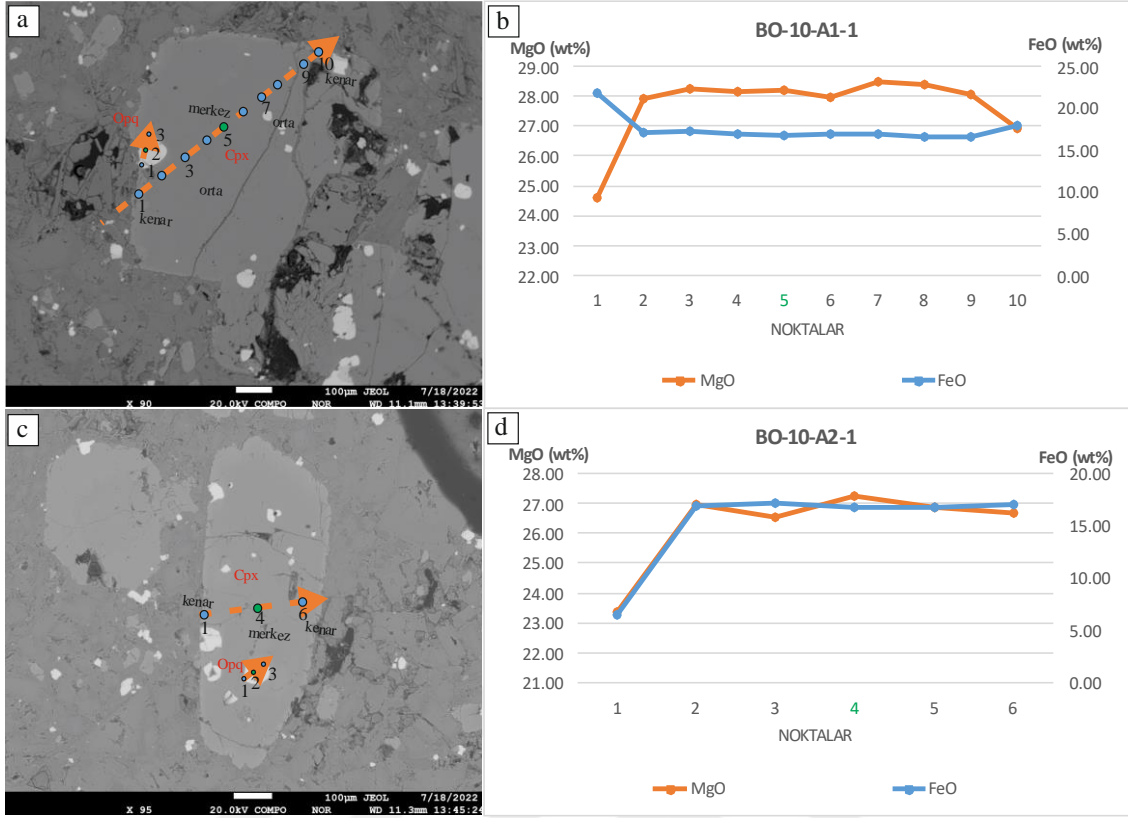 a
10
9
kenar
7
merkez
orta
Opq
3
5
2
Cpx
1
3
orta
1
kenar
100µm JEOL 7/18/2022
X 90 20.0kV COMPO NOR WD 11.1mm 13:39:53
b
BO-10-A1-1
MgO (wt%)
FeO (wt%)
29.00
28.00
27.00
26.00
25.00
24.00
23.00
22.00
25.00
20.00
15.00
10.00
5.00
0.00
1 2 3 4 5 6 7 8 9 10
NOKTALAR
MgO FeO
c
Cpx
kenar
1
4
6
kenar
merkez
Opq
3
2
1
100µm JEOL 7/18/2022
X 95 20.0kV COMPO NOR WD 11.3mm 13:45:24
d
BO-10-A2-1
MgO (wt%)
FeO (wt%)
28.00
27.00
26.00
25.00
24.00
23.00
22.00
21.00
20.00
15.00
10.00
5.00
0.00
1 2 3 4 5 6
NOKTALAR
MgO FeO